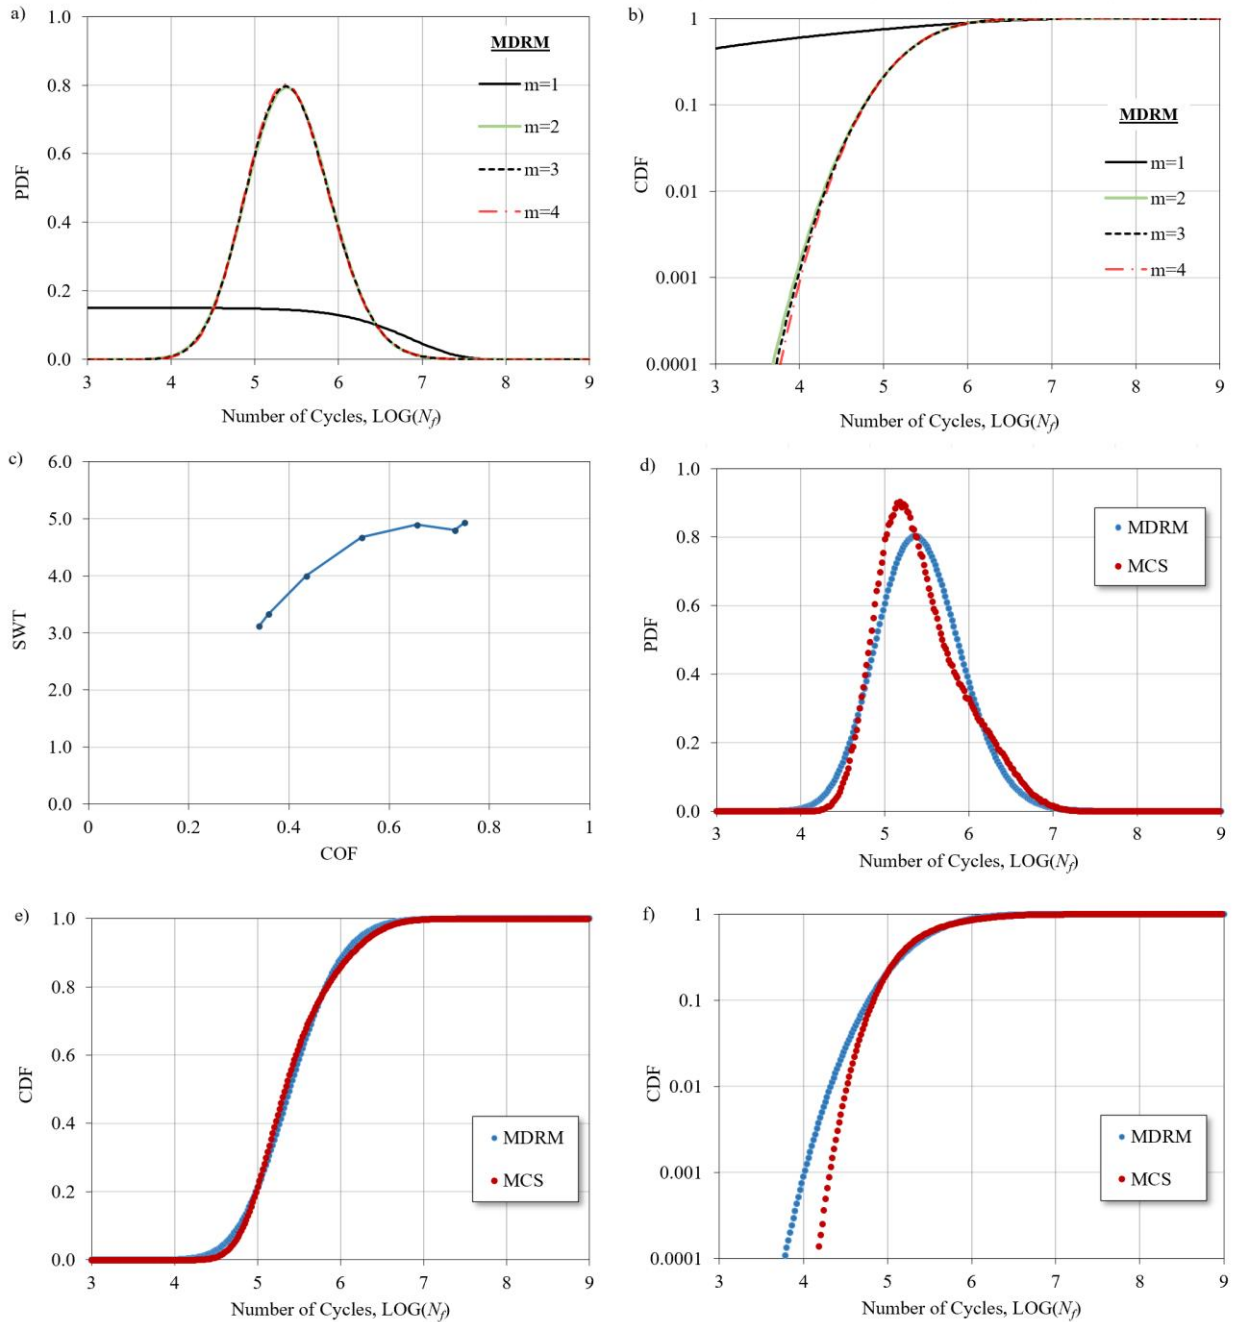 a)
1.0
0.8
0.6
0.4
0.2
0.0
PDF
MDRM
m=1
m=2
m=3
m=4
3 4 5 6 7 8 9
Number of Cycles, LOG(Nf)
b)
1
0.1
0.01
0.001
0.0001
CDF
MDRM
m=1
m=2
m=3
m=4
3 4 5 6 7 8 9
Number of Cycles, LOG(Nf)
c)
6.0
5.0
4.0
3.0
2.0
1.0
0.0
SWT
0 0.2 0.4 0.6 0.8 1
COF
d)
1.0
0.8
0.6
0.4
0.2
0.0
PDF
MDRM
MCS
3 4 5 6 7 8 9
Number of Cycles, LOG(Nf)
e)
1.0
0.8
0.6
0.4
0.2
0.0
CDF
MDRM
MCS
3 4 5 6 7 8 9
Number of Cycles, LOG(Nf)
f)
1
0.1
0.01
0.001
0.0001
CDF
MDRM
MCS
3 4 5 6 7 8 9
Number of Cycles, LOG(Nf)